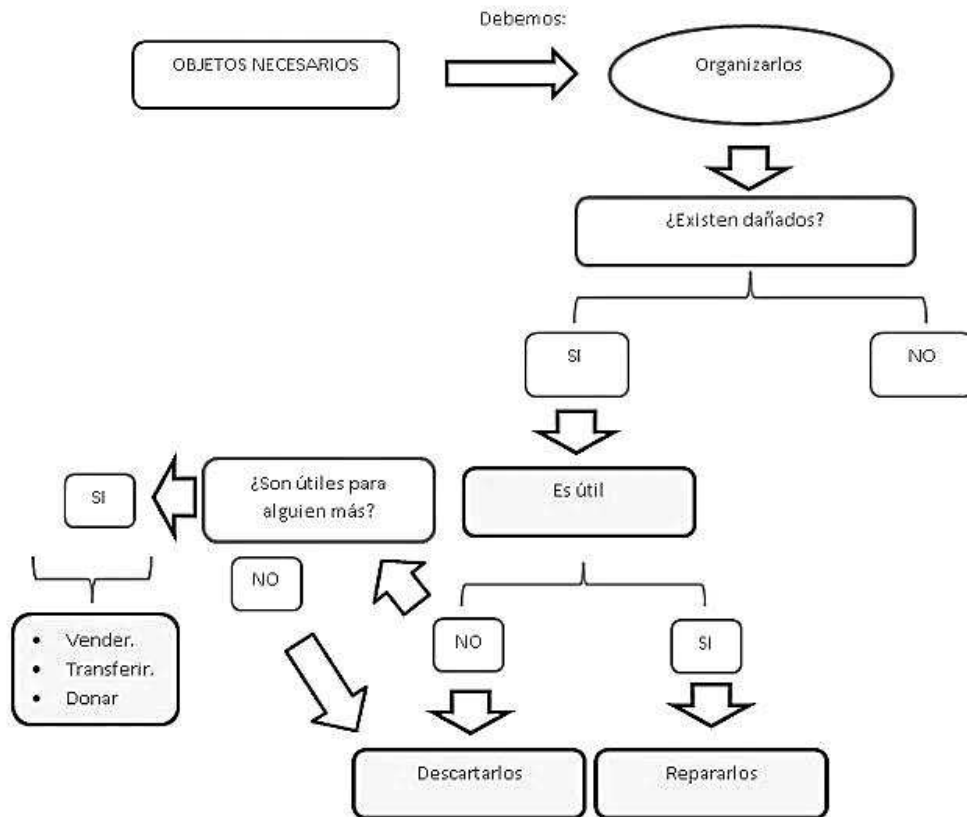 Debemos:
OBJETOS NECESARIOS
Organizarlos
¿Existen dañados?
SI
NO
SI
¿Son útiles para
alguien más?
Es útil
NO
NO
SI
• Vender.
• Transferir.
• Donar
Descartarlos
Repararlos